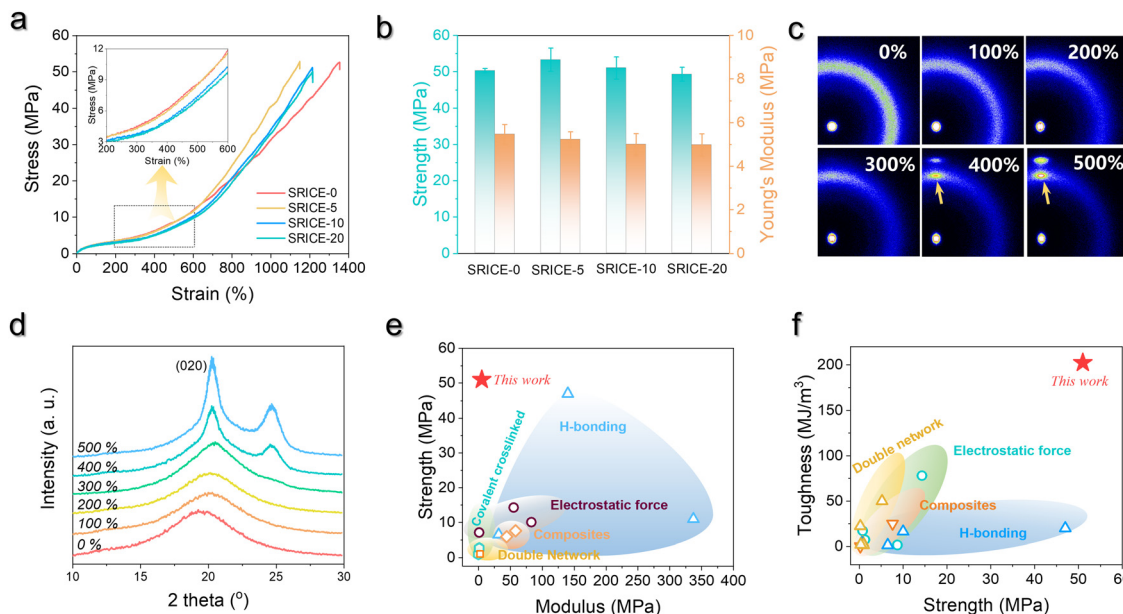 a
Stress (MPa)
60
50
40
30
20
10
0
0 200 400 600 800 1000 1200 1400
Strain (%)
Stress (MPa)
12
9
6
3
200 300 400 500 600
Strain (%)
SRICE-0
SRICE-5
SRICE-10
SRICE-20
b
Strength (MPa)
60
50
40
30
20
10
0
SRICE-0 SRICE-5 SRICE-10 SRICE-20
10
8
6
4
2
0
Young's Modulus (MPa)
c
0% 100% 200%
300% 400% 500%
d
Intensity (a. u.)
(020)
500 %
400 %
300 %
200 %
100 %
0 %
10 15 20 25 30
2 theta (°)
e
Strength (MPa)
60
50
40
30
20
10
0
This work
H-bonding
Covalent crosslinked
Electrostatic force
Composites
Double Network
0 50 100 150 200 250 300 350 400
Modulus (MPa)
f
Toughness (MJ/m³)
200
150
100
50
0
This work
Double network
Electrostatic force
Composites
H-bonding
0 10 20 30 40 50 60
Strength (MPa)